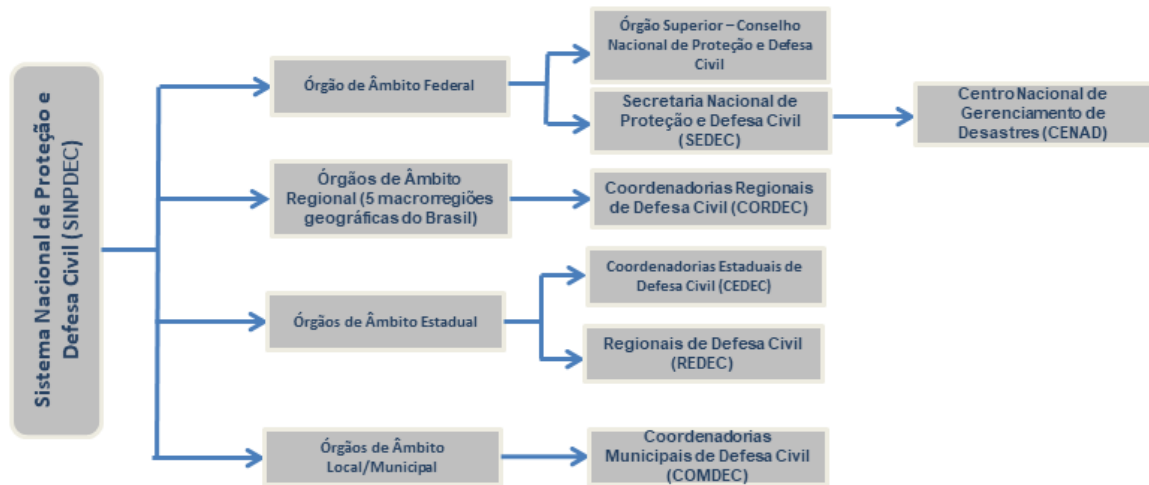 Sistema Nacional de Proteção e
Defesa Civil (SINPDEC)
Órgão de Âmbito Federal
Órgão Superior – Conselho
Nacional de Proteção e Defesa
Civil
Secretaria Nacional de
Proteção e Defesa Civil
(SEDEC)
Centro Nacional de
Gerenciamento de
Desastres (CENAD)
Órgãos de Âmbito
Regional (5 macrorregiões
geográficas do Brasil)
Coordenadorias Regionais
de Defesa Civil (CORDEC)
Órgãos de Âmbito Estadual
Coordenadorias Estaduais de
Defesa Civil (CEDEC)
Regionais de Defesa Civil
(REDEC)
Órgãos de Âmbito
Local/Municipal
Coordenadorias
Municipais de Defesa Civil
(COMDEC)